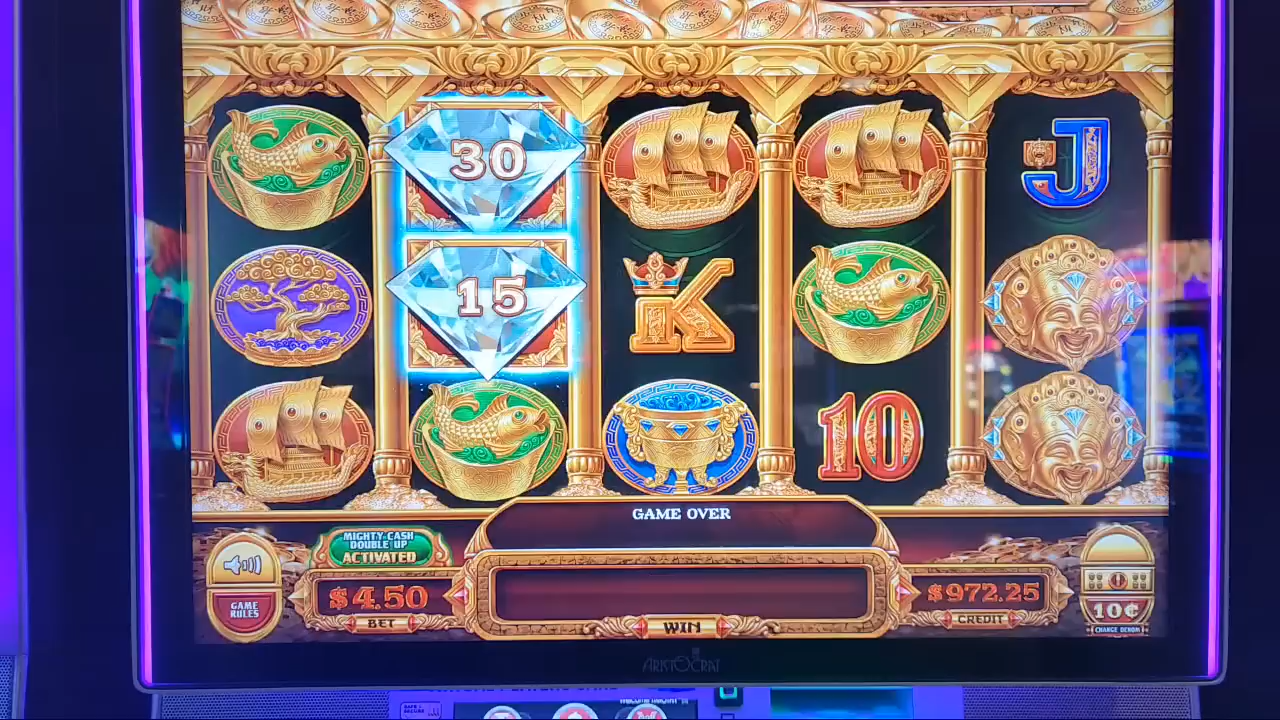 30
J
15
K
10
GAME OVER
MIGHTY CASH
DOUBLE UP
ACTIVATED
GAME
RULES
$4.50
BET
WIN
$972.25
CREDIT
10¢
CHANGE DENOM
ARISTOCRAT